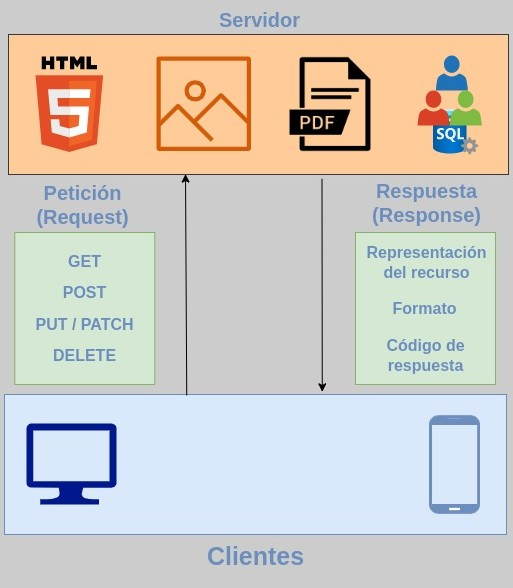 Servidor
HTML
PDF
SQL
Petición
(Request)
Respuesta
(Response)
GET
POST
PUT / PATCH
DELETE
Representación
del recurso
Formato
Código de
respuesta
Clientes